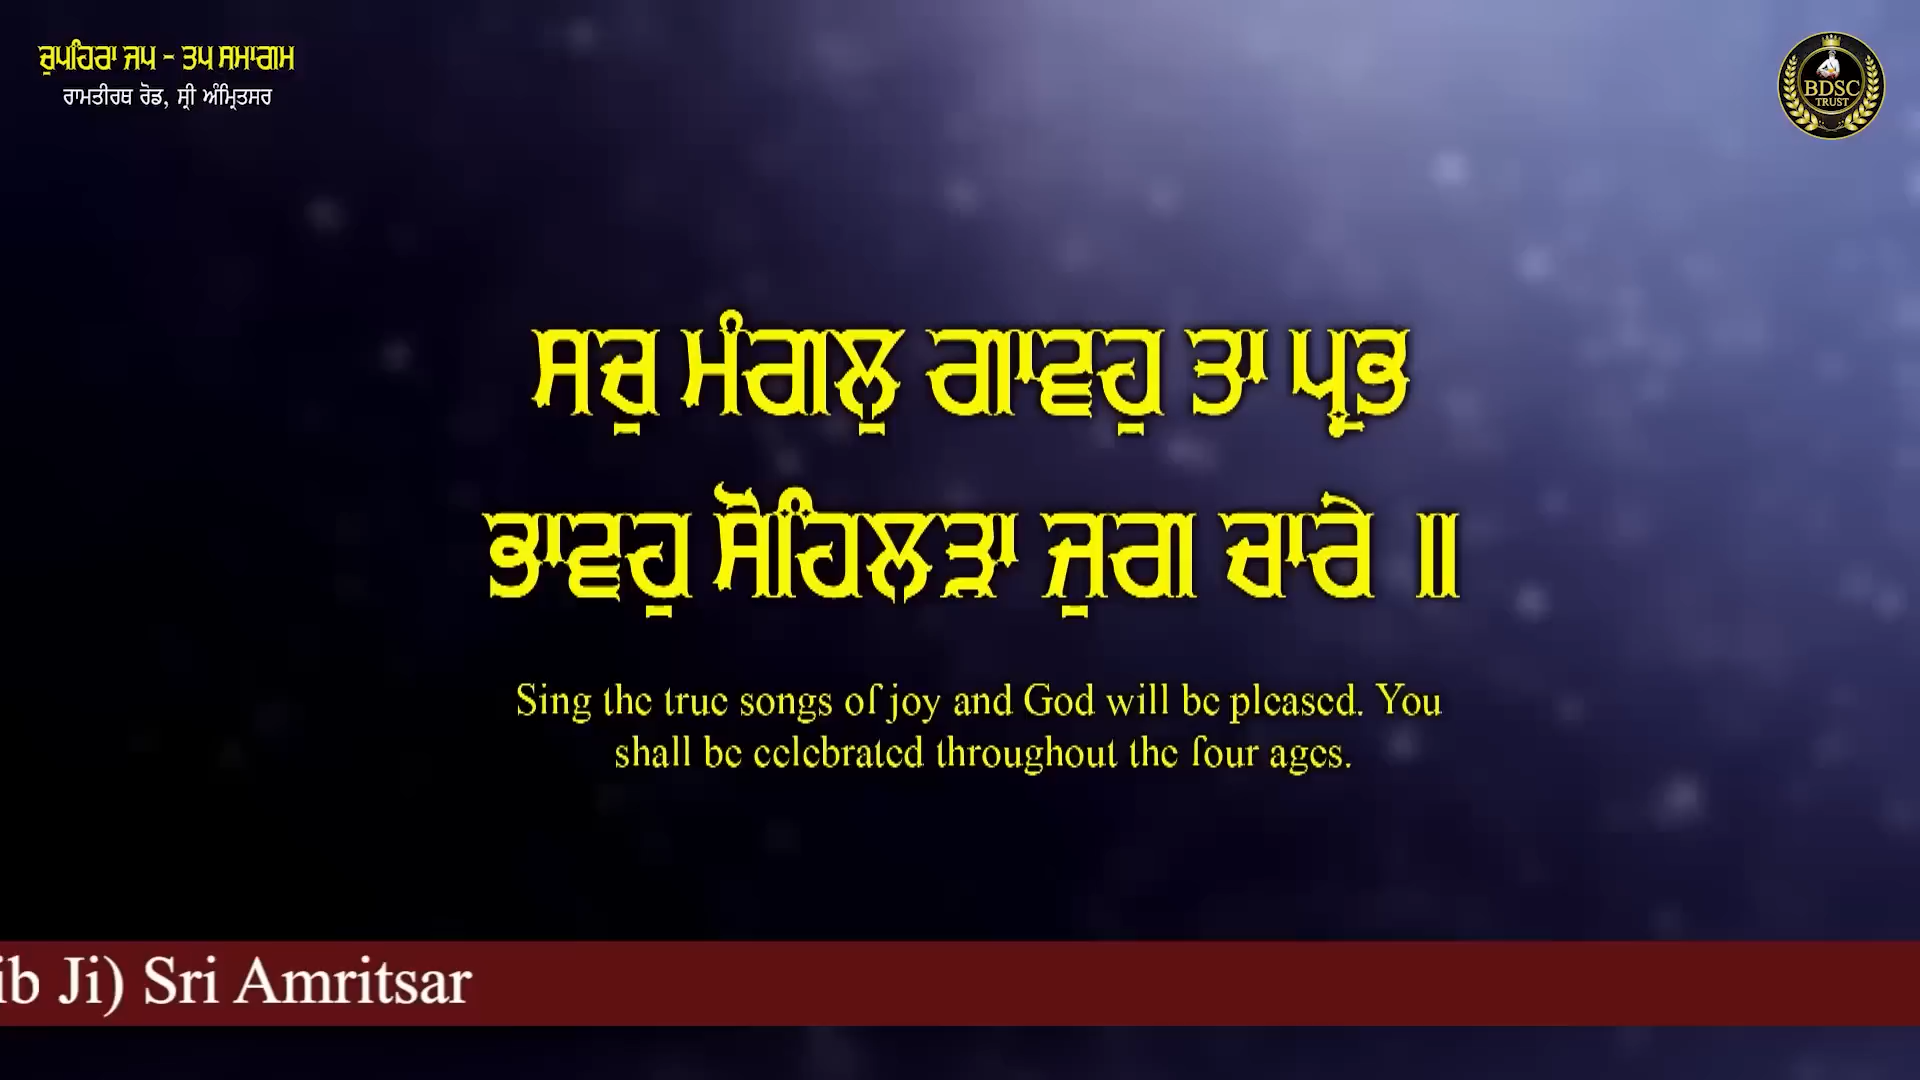 ਚੁਪਹਿਰਾ ਜਪ - ਤਪ ਸਮਾਗਮ
ਰਾਮਤੀਰਥ ਰੋਡ, ਸ੍ਰੀ ਅੰਮ੍ਰਿਤਸਰ
BDSC
TRUST
ਸਚੁ ਮੰਗਲੁ ਗਾਵਹੁ ਤਾ ਪ੍ਰਭ
ਭਾਵਹੁ ਸੋਹਿਲੜਾ ਜੁਗ ਚਾਰੇ ॥
Sing the true songs of joy and God will be pleased. You
shall be celebrated throughout the four ages.
ib Ji) Sri Amritsar